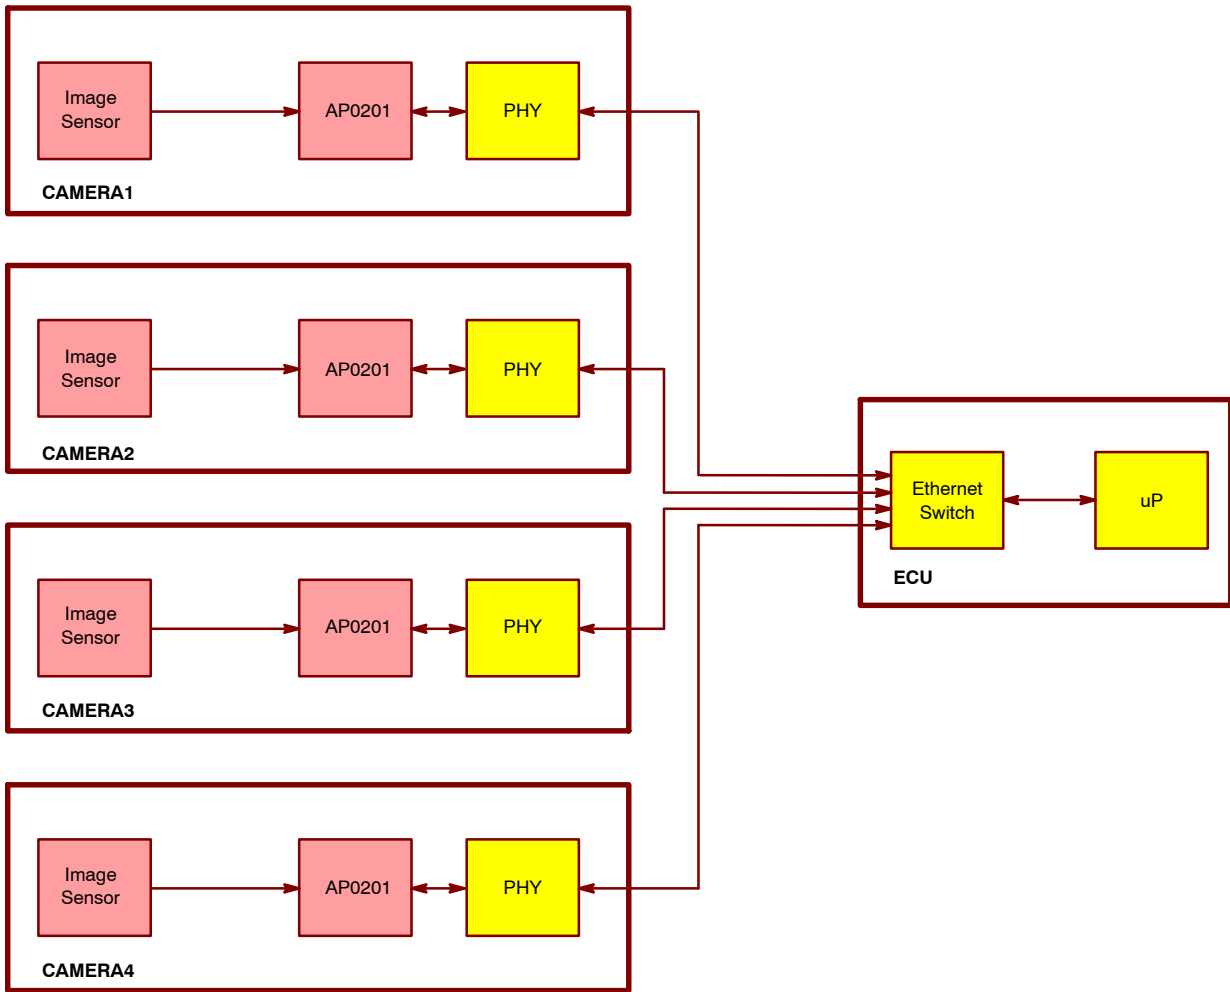 Image
Sensor
AP0201
PHY
CAMERA1
Image
Sensor
AP0201
PHY
CAMERA2
Ethernet
Switch
uP
ECU
Image
Sensor
AP0201
PHY
CAMERA3
Image
Sensor
AP0201
PHY
CAMERA4